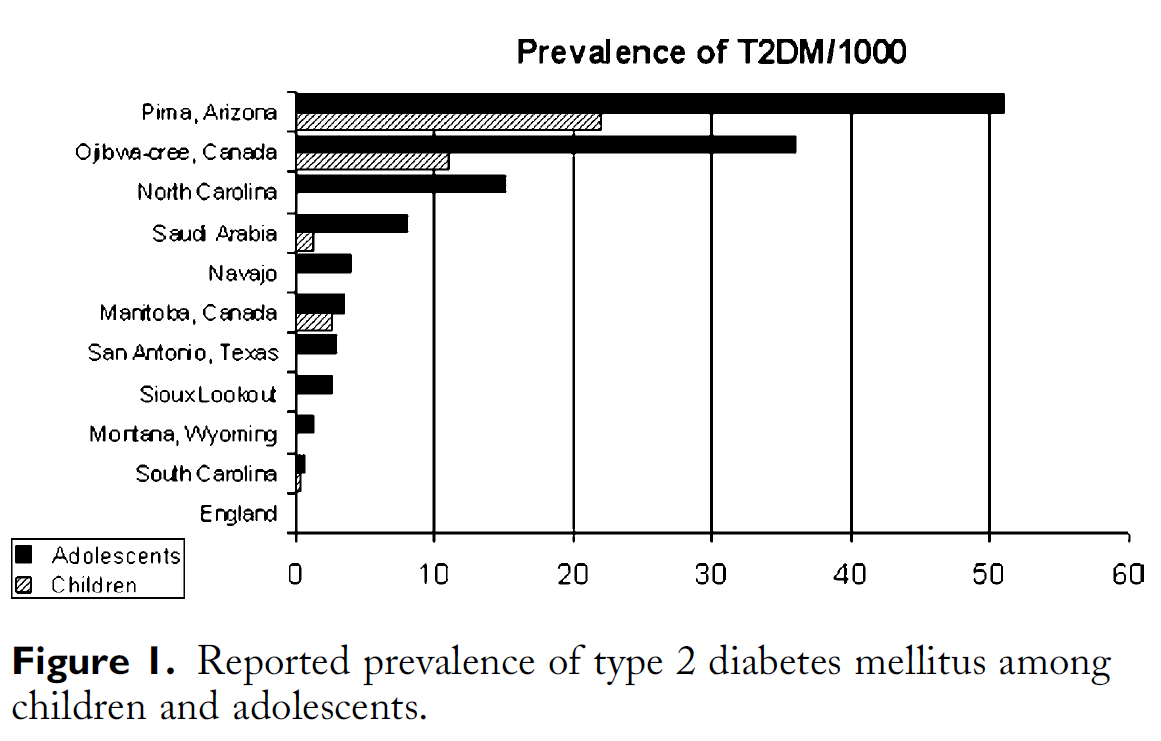 Prevalence of T2DM/1000
Pima, Arizona
Ojibwa-cree, Canada
North Carolina
Saudi Arabia
Navajo
Manitoba, Canada
San Antonio, Texas
Sioux Lookout
Montana, Wyoming
South Carolina
England
Adolescents
Children
0 10 20 30 40 50 60
Figure 1. Reported prevalence of type 2 diabetes mellitus among
children and adolescents.